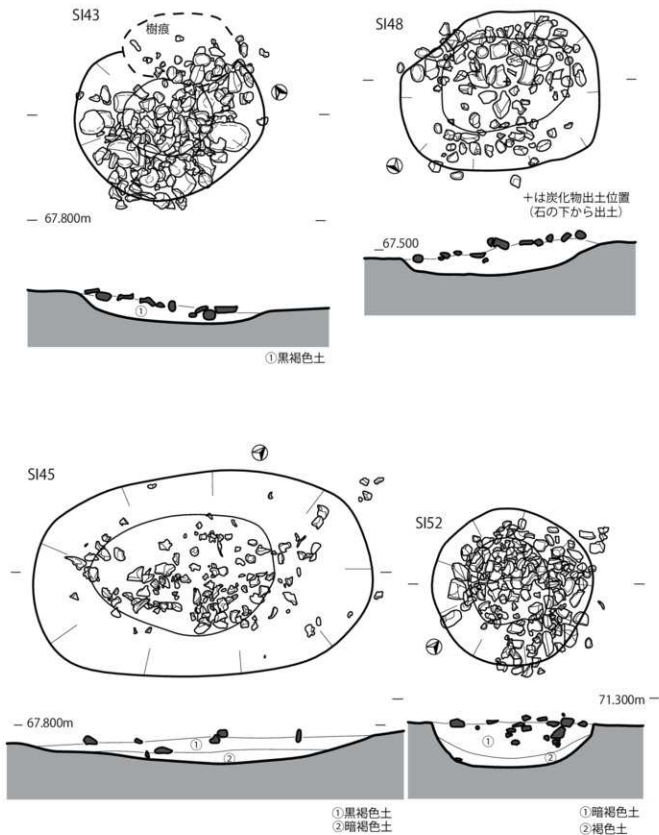 SI43
樹痕
67.800m
①
①黒褐色土
SI48
+は炭化物出土位置
(石の下から出土)
67.500
SI45
67.800m
①
②
①黒褐色土
②暗褐色土
SI52
71.300m
①
②
①暗褐色土
②褐色土